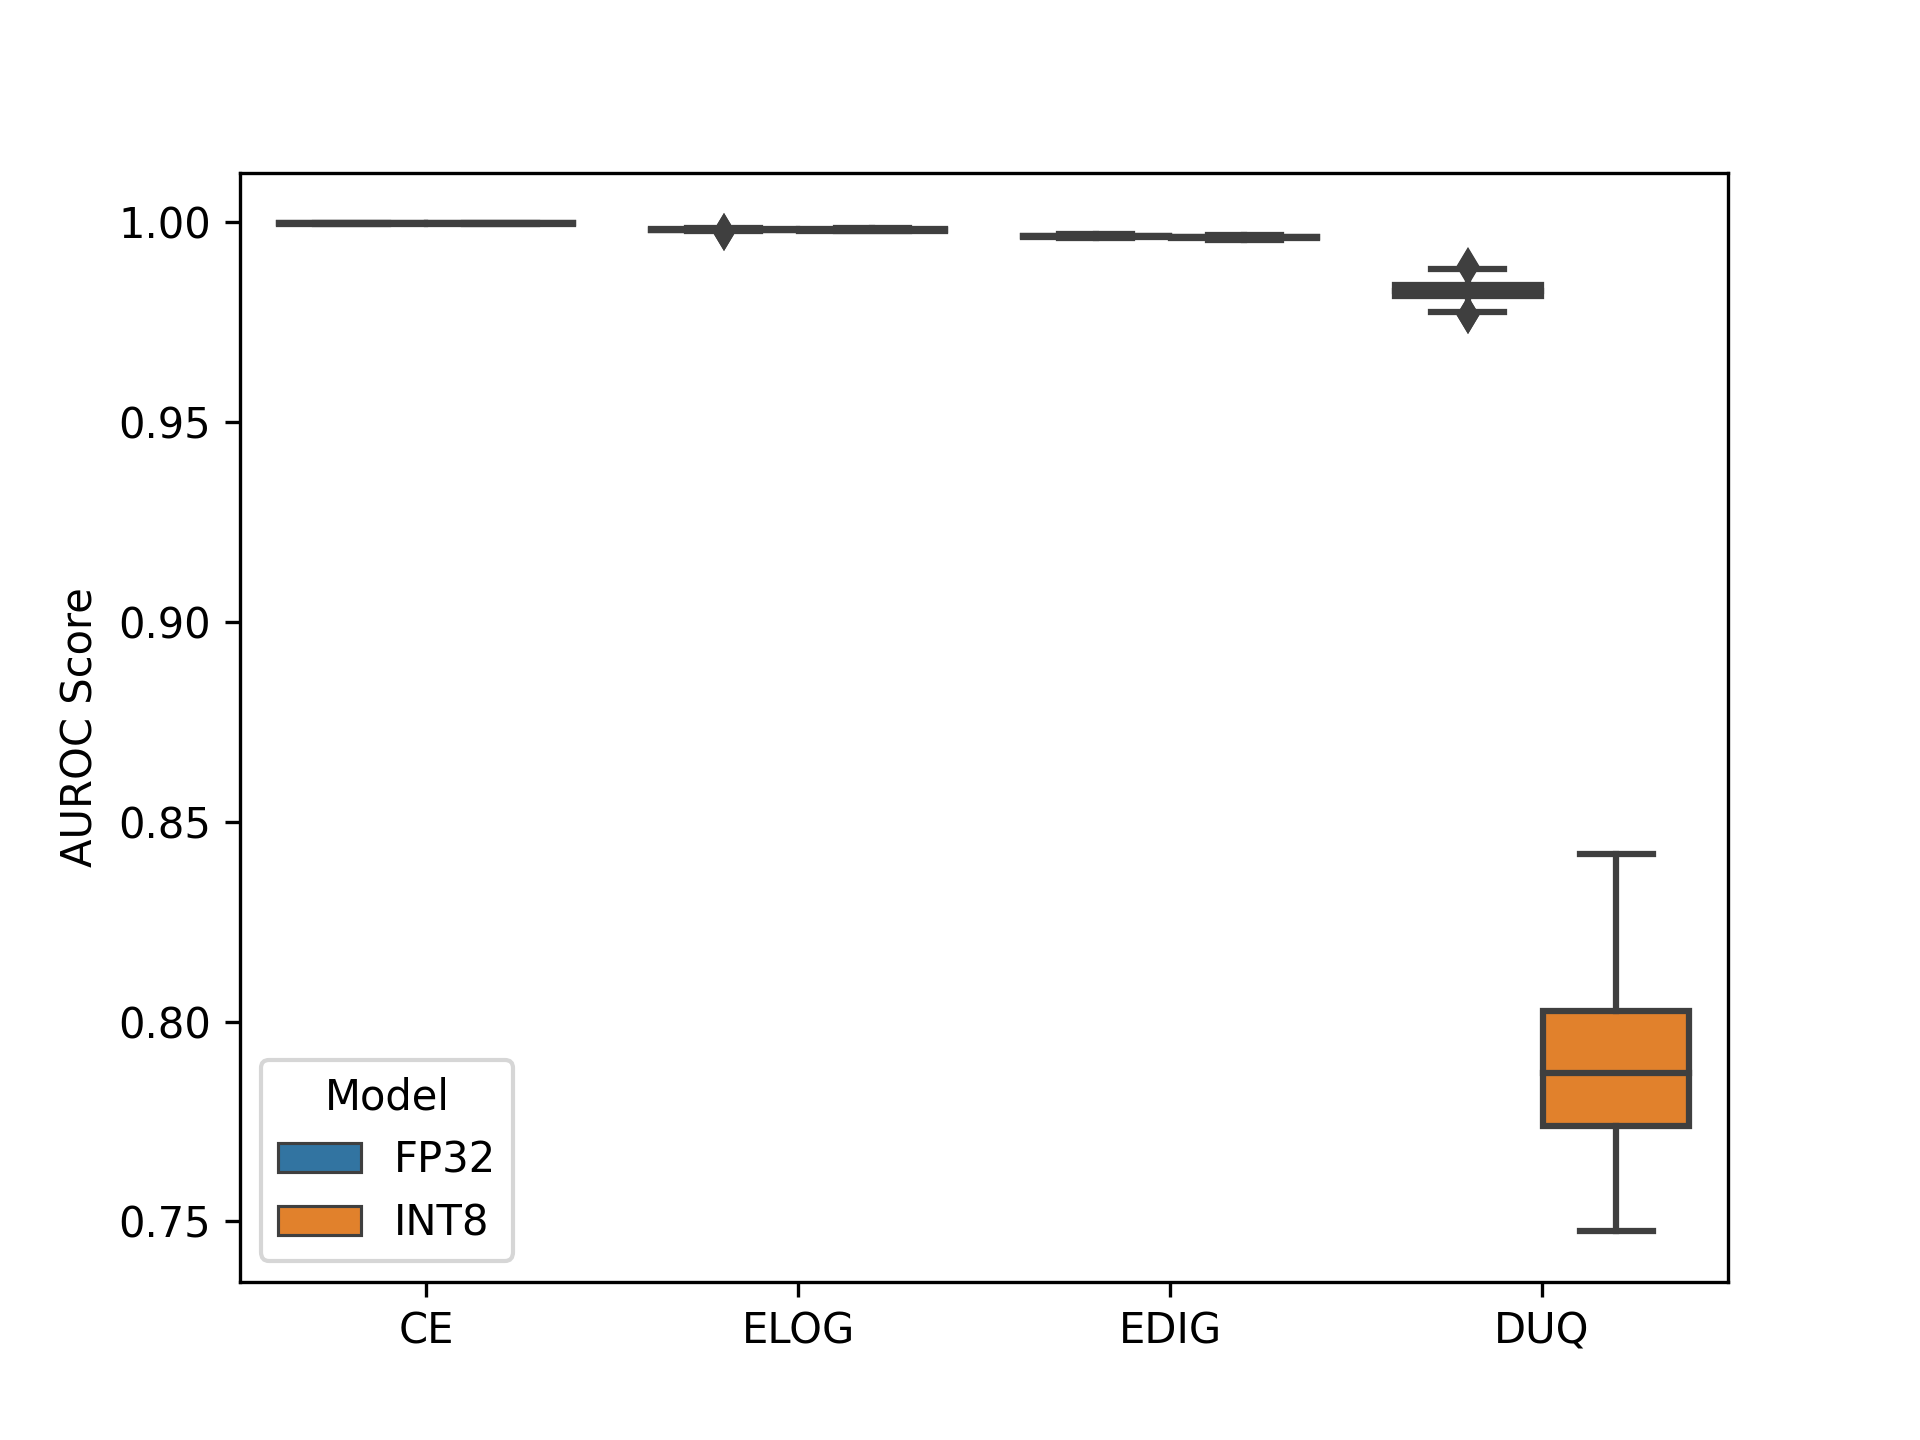 AUROC Score
1.00
0.95
0.90
0.85
0.80
0.75
Model
FP32
INT8
CE
ELOG
EDIG
DUQ